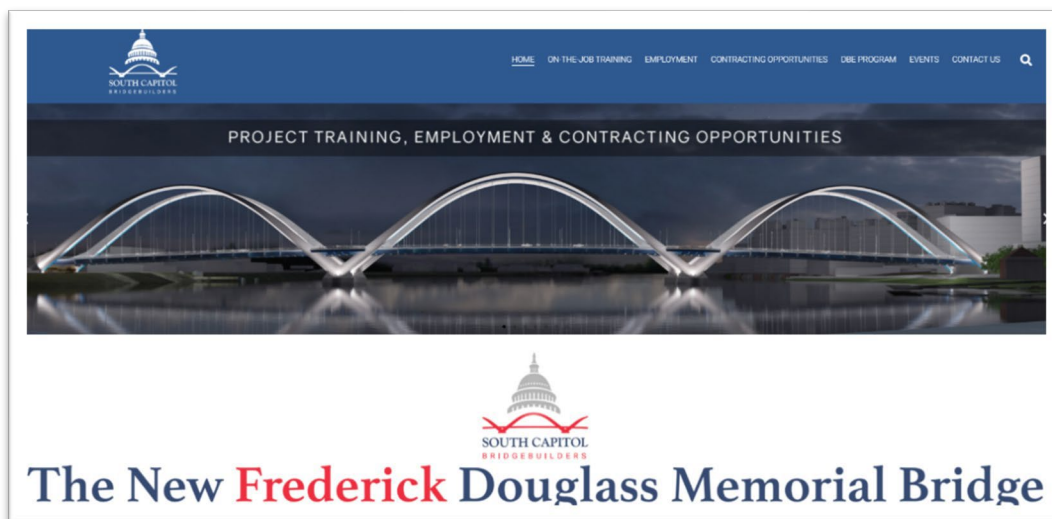 SOUTH CAPITOL
BRIDGEBUILDERS
HOME ON-THE-JOB TRAINING EMPLOYMENT CONTRACTING OPPORTUNITIES DBE PROGRAM EVENTS CONTACT US
PROJECT TRAINING, EMPLOYMENT & CONTRACTING OPPORTUNITIES
SOUTH CAPITOL
BRIDGEBUILDERS
The New Frederick Douglass Memorial Bridge